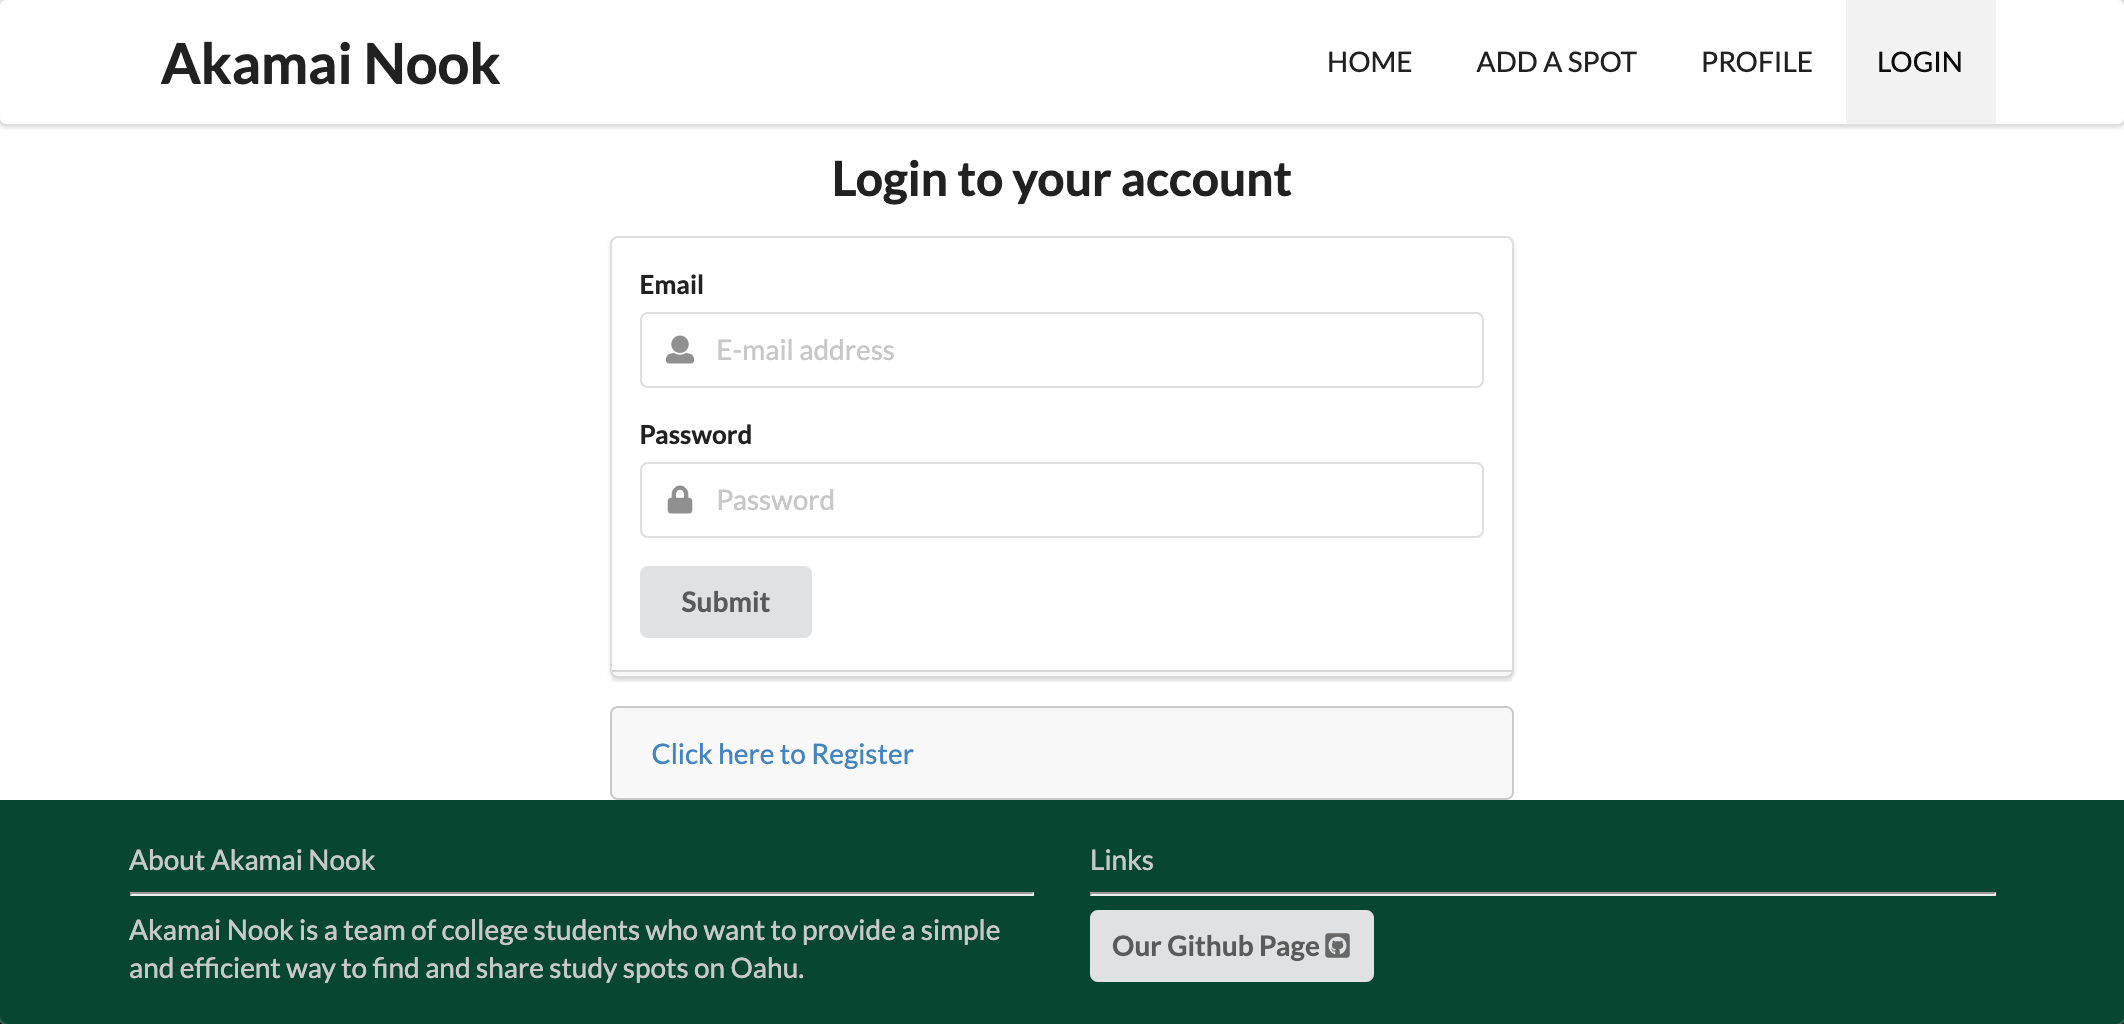 Akamai Nook
HOME
ADD A SPOT
PROFILE
LOGIN
Login to your account
Email
E-mail address
Password
Password
Submit
Click here to Register
About Akamai Nook
Akamai Nook is a team of college students who want to provide a simple
and efficient way to find and share study spots on Oahu.
Links
Our Github Page